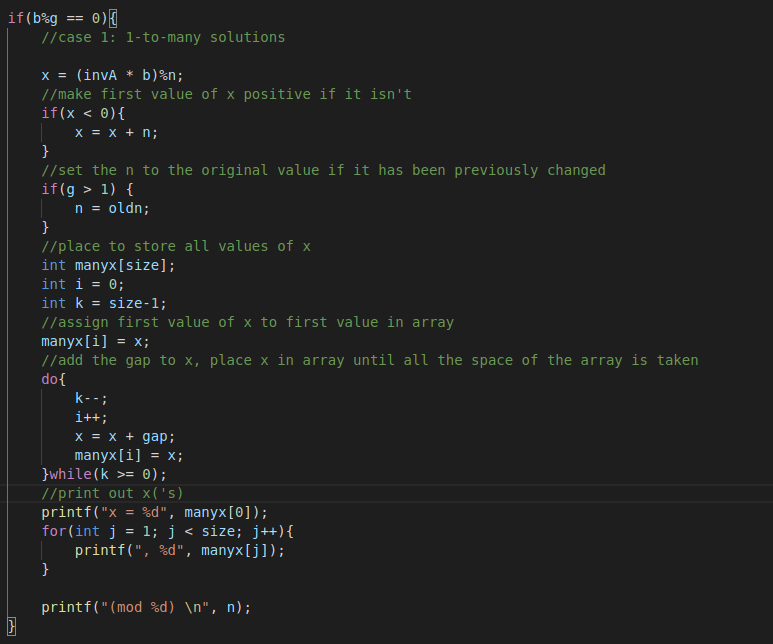 if(b%g == 0){
//case 1: 1-to-many solutions
x = (invA * b)%n;
//make first value of x positive if it isn't
if(x < 0){
x = x + n;
}
//set the n to the original value if it has been previously changed
if(g > 1) {
n = oldn;
}
//place to store all values of x
int manyx[size];
int i = 0;
int k = size-1;
//assign first value of x to first value in array
manyx[i] = x;
//add the gap to x, place x in array until all the space of the array is taken
do{
k--;
i++;
x = x + gap;
manyx[i] = x;
}while(k >= 0);
//print out x('s)
printf("x = %d", manyx[0]);
for(int j = 1; j < size; j++){
printf(", %d", manyx[j]);
}
printf("(mod %d) \n", n);
}